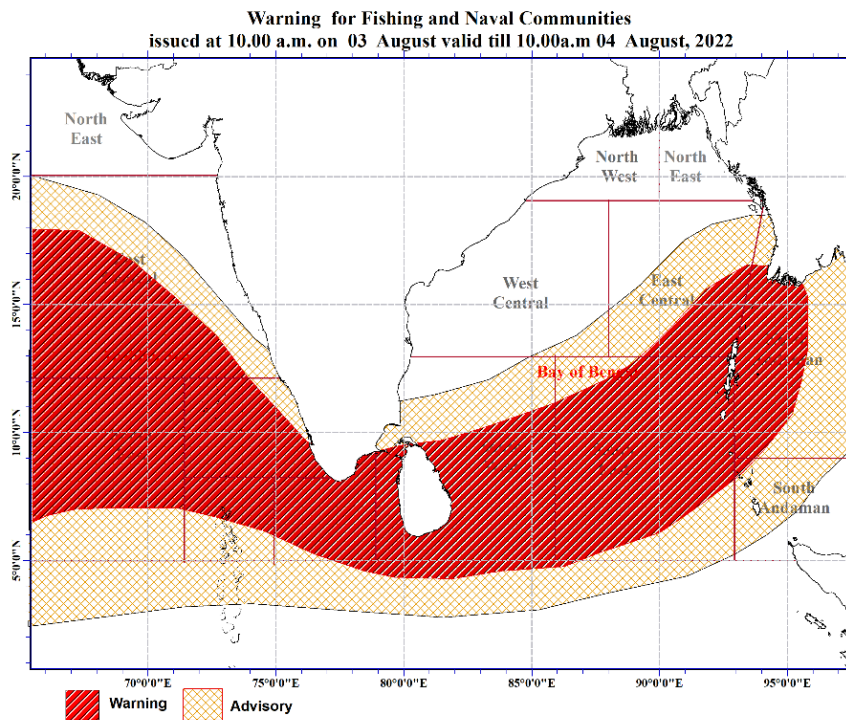 Warning for Fishing and Naval Communities
issued at 10.00 a.m. on 03 August valid till 10.00a.m 04 August, 2022
North
East
North
West
North
East
20°0'0"N
West
Central
East
Central
15°0'0"N
Bay of Bengal
10°0'0"N
South
Andaman
5°0'0"N
70°0'0"E
75°0'0"E
80°0'0"E
85°0'0"E
90°0'0"E
95°0'0"E
Warning
Advisory